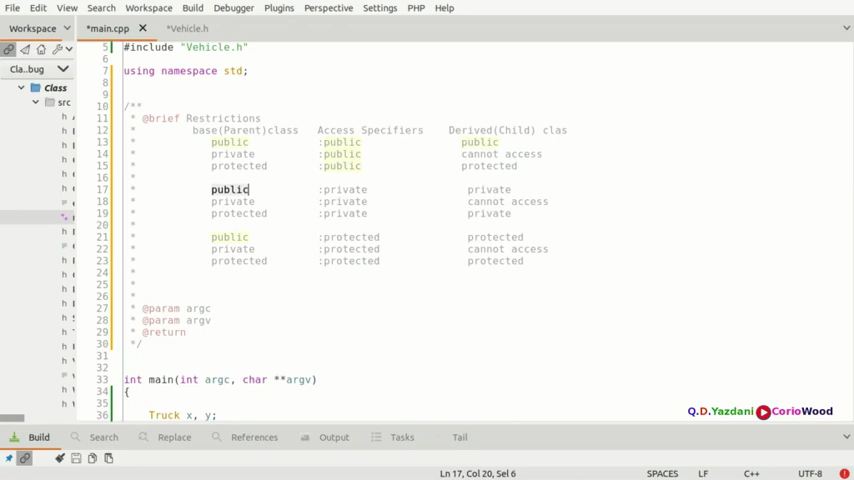 File Edit View Search Workspace Build Debugger Plugins Perspective Settings PHP Help
Workspace *main.cpp *Vehicle.h
5 #include "Vehicle.h"
6
Cla..bug 7 using namespace std;
Class 8
9
src 10 /**
11 * @brief Restrictions
12 * base(Parent)class Access Specifiers Derived(Child) clas
13 * public :public public
14 * private :public cannot access
15 * protected :public protected
16 *
17 * public :private private
18 * private :private cannot access
19 * protected :private private
20 *
21 * public :protected protected
22 * private :protected cannot access
23 * protected :protected protected
24 *
25 *
26 *
27 * @param argc
28 * @param argv
29 * @return
30 */
31
32
33 int main(int argc, char **argv)
34 {
35
36 Truck x, y;
Q.D.Yazdani CorioWood
Build Search Replace References Output Tasks Tail
Ln 17, Col 20, Sel 6 SPACES LF C++ UTF-8